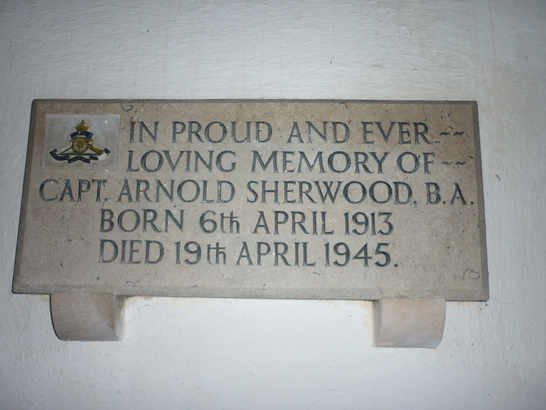 IN PROUD AND EVER~~
LOVING MEMORY OF~~
CAPT. ARNOLD SHERWOOD, B.A.
BORN 6th APRIL 1913
DIED 19th APRIL 1945.